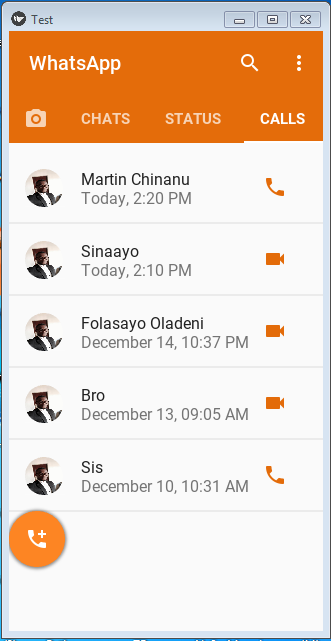 Test
WhatsApp
CHATS STATUS CALLS
Martin Chinanu
Today, 2:20 PM
Sinaayo
Today, 2:10 PM
Folasayo Oladeni
December 14, 10:37 PM
Bro
December 13, 09:05 AM
Sis
December 10, 10:31 AM